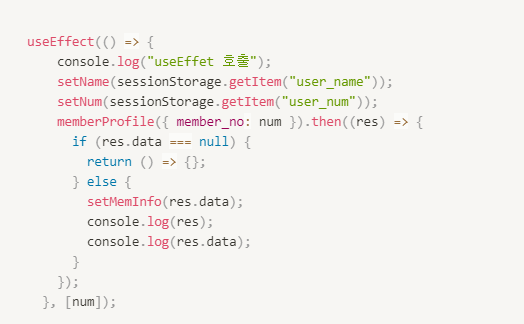 useEffect(() => {
    console.log("useEffet 호출");
    setName(sessionStorage.getItem("user_name"));
    setNum(sessionStorage.getItem("user_num"));
    memberProfile({ member_no: num }).then((res) => {
      if (res.data === null) {
        return () => {};
      } else {
        setMemInfo(res.data);
        console.log(res);
        console.log(res.data);
      }
    });
  }, [num]);